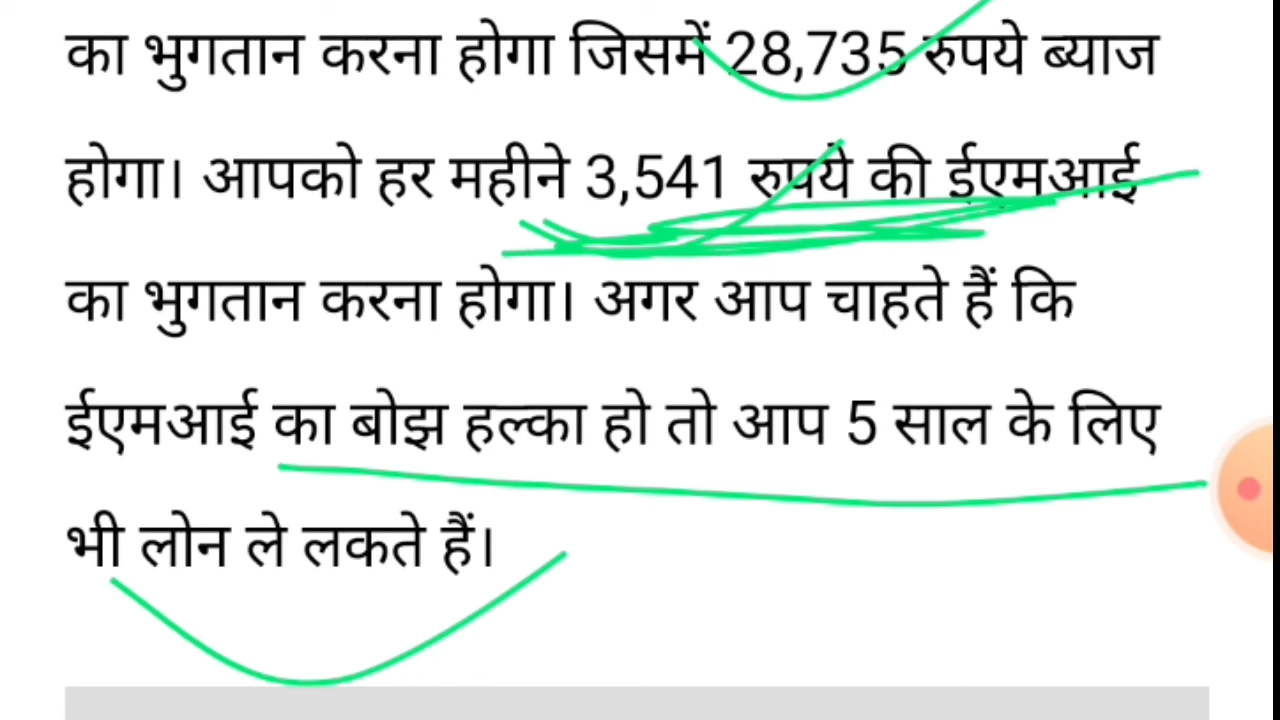 का भुगतान करना होगा जिसमें 28,735 रुपये ब्याज
होगा। आपको हर महीने 3,541 रुपये की ईएमआई
का भुगतान करना होगा। अगर आप चाहते हैं कि
ईएमआई का बोझ हल्का हो तो आप 5 साल के लिए
भी लोन ले लकते हैं।